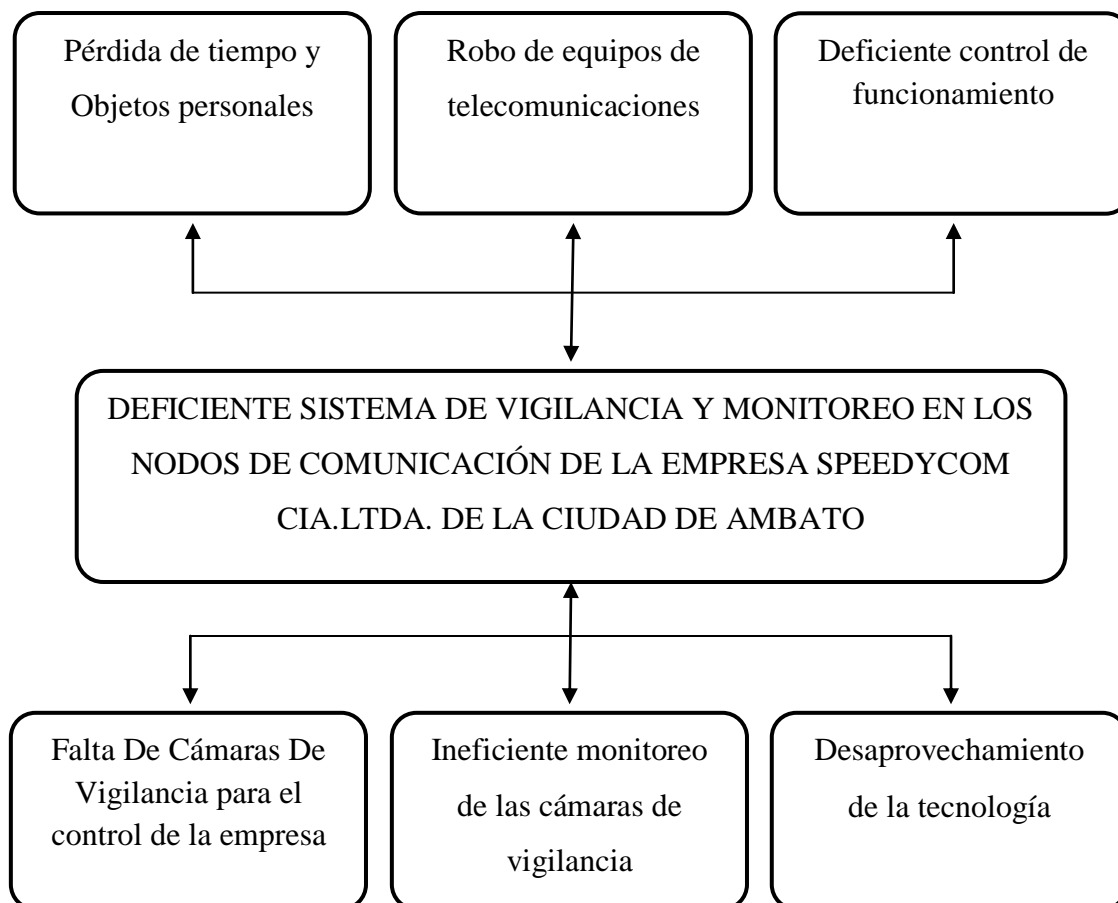 Pérdida de tiempo y
Objetos personales
Robo de equipos de
telecomunicaciones
Deficiente control de
funcionamiento
DEFICIENTE SISTEMA DE VIGILANCIA Y MONITOREO EN LOS
NODOS DE COMUNICACIÓN DE LA EMPRESA SPEEDYCOM
CIA.LTDA. DE LA CIUDAD DE AMBATO
Falta De Cámaras De
Vigilancia para el
control de la empresa
Ineficiente monitoreo
de las cámaras de
vigilancia
Desaprovechamiento
de la tecnología